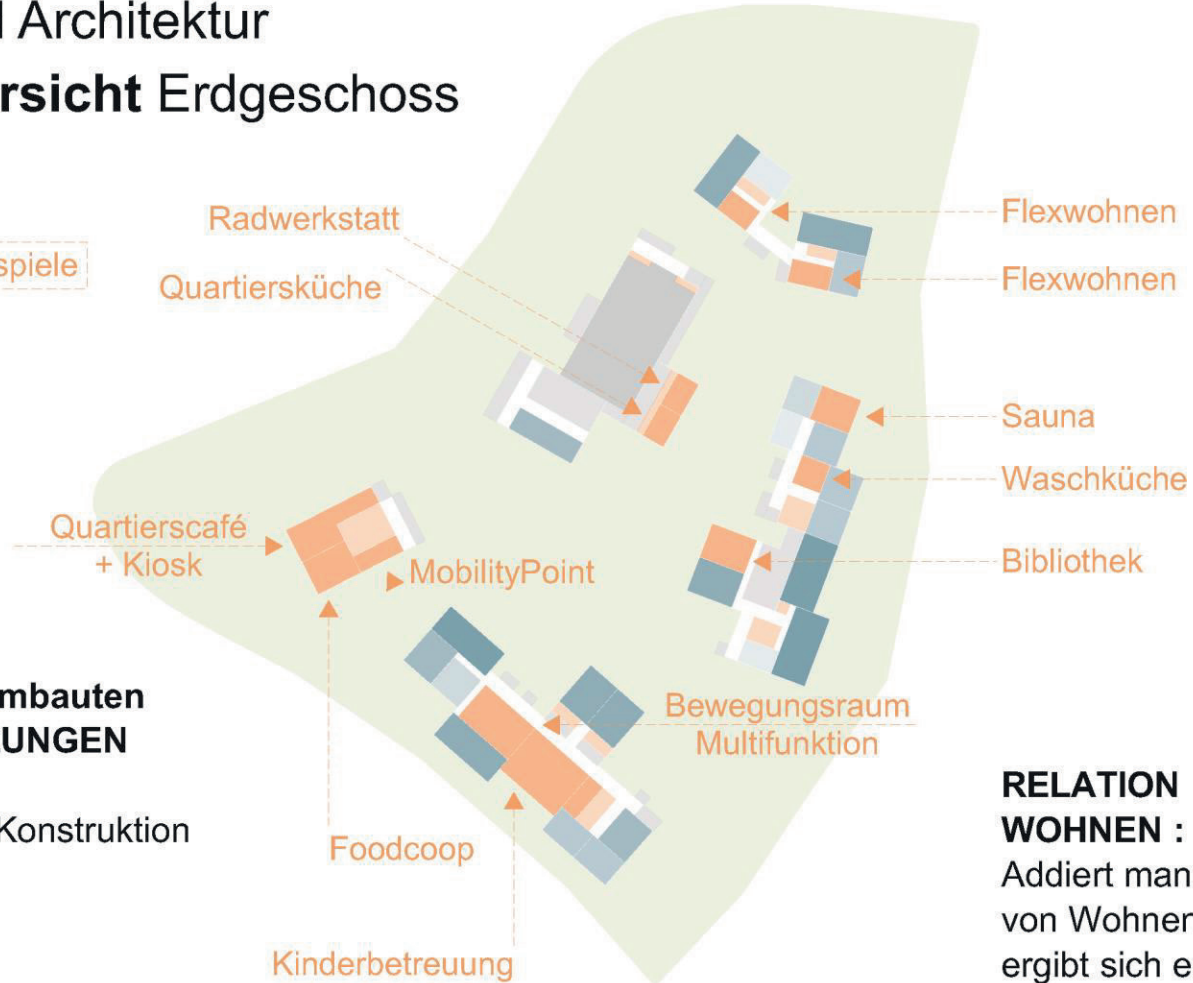 Architektur
rsicht Erdgeschoss
spiele
Radwerkstatt
Quartiersküche
Flexwohnen
Flexwohnen
Sauna
Waschküche
Bibliothek
Quartierscafé
+ Kiosk
MobilityPoint
Bewegungsraum
Multifunktion
Foodcoop
Kinderbetreuung
mbauten
UNGEN
Konstruktion
RELATION
WOHNEN :
Addiert man
von Wohnen
ergibt sich e